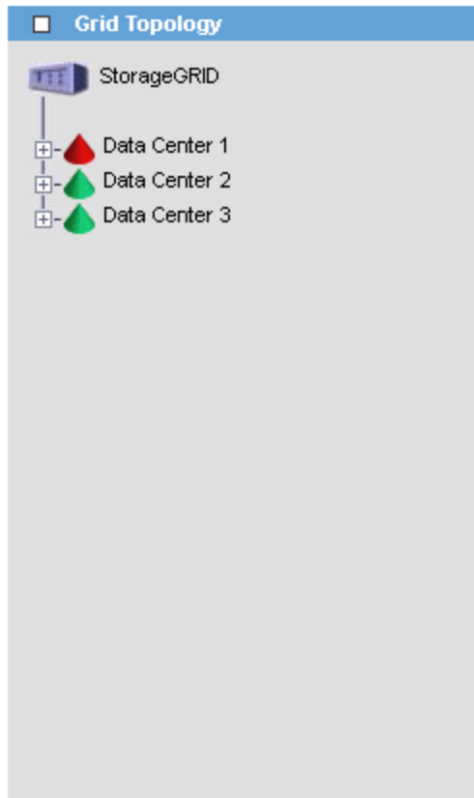 Grid Topology
StorageGRID
Data Center 1
Data Center 2
Data Center 3